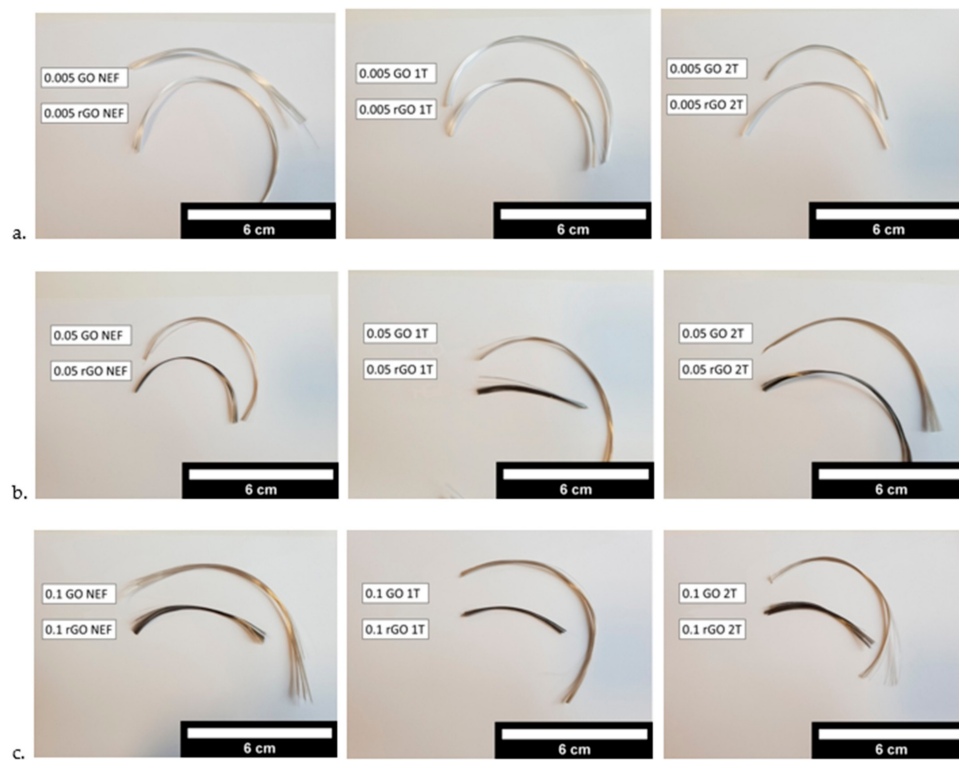 0.005 GO NEF
0.005 rGO NEF
6 cm
0.005 GO 1T
0.005 rGO 1T
6 cm
0.005 GO 2T
0.005 rGO 2T
6 cm
a.
0.05 GO NEF
0.05 rGO NEF
6 cm
0.05 GO 1T
0.05 rGO 1T
6 cm
0.05 GO 2T
0.05 rGO 2T
6 cm
b.
0.1 GO NEF
0.1 rGO NEF
6 cm
0.1 GO 1T
0.1 rGO 1T
6 cm
0.1 GO 2T
0.1 rGO 2T
6 cm
c.